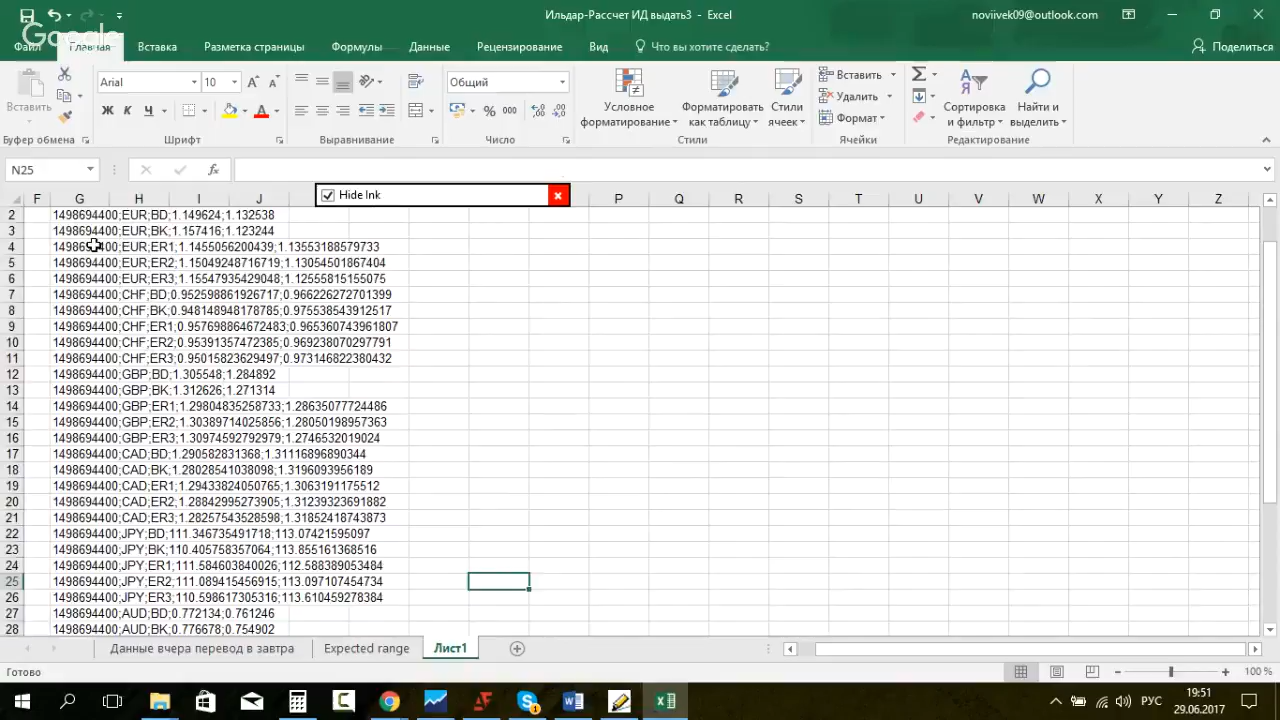 Ильдар-Рассчет ИД выдать3 - Excel
noviivek09@outlook.com
Google
Файл Главная Вставка Разметка страницы Формулы Данные Рецензирование Вид Что вы хотите сделать? Поделиться
Вставить
Arial 10
Ж К Ч
Общий
% 000
Условное форматирование
Форматировать как таблицу
Стили ячеек
Вставить
Удалить
Формат
Сортировка и фильтр
Найти и выделить
Буфер обмена Шрифт Выравнивание Число Стили Ячейки Редактирование
N25 fx
Hide Ink
F G H I J P Q R S T U V W X Y Z
2 1498694400;EUR;BD;1.149624;1.132538
3 1498694400;EUR;BK;1.157416;1.123244
4 1498694400;EUR;ER1;1.1455056200439;1.13553188579733
5 1498694400;EUR;ER2;1.15049248716719;1.13054501867404
6 1498694400;EUR;ER3;1.15547935429048;1.12555815155075
7 1498694400;CHF;BD;0.952598861926717;0.966226272701399
8 1498694400;CHF;BK;0.948148948178785;0.975538543912517
9 1498694400;CHF;ER1;0.957698864672483;0.965360743961807
10 1498694400;CHF;ER2;0.95391357472385;0.969238070297791
11 1498694400;CHF;ER3;0.95015823629497;0.973146822380432
12 1498694400;GBP;BD;1.305548;1.284892
13 1498694400;GBP;BK;1.312626;1.271314
14 1498694400;GBP;ER1;1.29804835258733;1.28635077724486
15 1498694400;GBP;ER2;1.30389714025856;1.28050198957363
16 1498694400;GBP;ER3;1.30974592792979;1.2746532019024
17 1498694400;CAD;BD;1.290582831368;1.31116896890344
18 1498694400;CAD;BK;1.28028541038098;1.3196093956189
19 1498694400;CAD;ER1;1.29433824050765;1.3063191175512
20 1498694400;CAD;ER2;1.28842995273905;1.31239323691882
21 1498694400;CAD;ER3;1.28257543528598;1.31852418743873
22 1498694400;JPY;BD;111.346735491718;113.07421595097
23 1498694400;JPY;BK;110.405758357064;113.855161368516
24 1498694400;JPY;ER1;111.584603840026;112.588389053484
25 1498694400;JPY;ER2;111.089415456915;113.097107454734
26 1498694400;JPY;ER3;110.598617305316;113.610459278384
27 1498694400;AUD;BD;0.772134;0.761246
28 1498694400;AUD;BK;0.776678;0.754902
Данные вчера перевод в завтра Expected range Лист1
Готово
100 %
РУС
19:51
29.06.2017